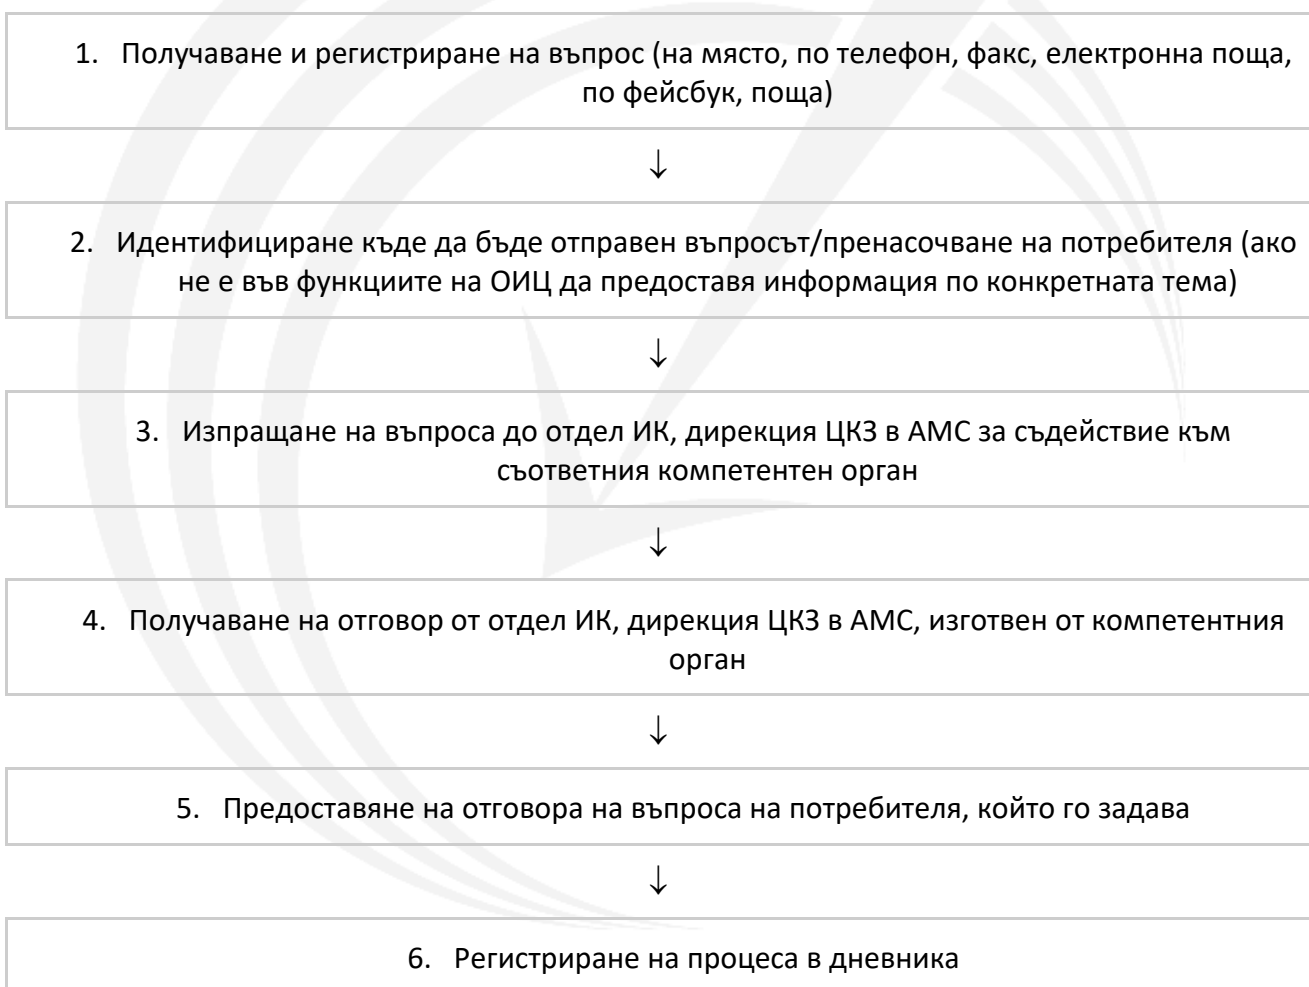 1. Получаване и регистриране на въпрос (на място, по телефон, факс, електронна поща,
по фейсбук, поща)
↓
2. Идентифициране къде да бъде отправен въпросът/пренасочване на потребителя (ако
не е във функциите на ОИЦ да предоставя информация по конкретната тема)
↓
3. Изпращане на въпроса до отдел ИК, дирекция ЦКЗ в АМС за съдействие към
съответния компетентен орган
↓
4. Получаване на отговор от отдел ИК, дирекция ЦКЗ в АМС, изготвен от компетентния
орган
↓
5. Предоставяне на отговора на въпроса на потребителя, който го задава
↓
6. Регистриране на процеса в дневника